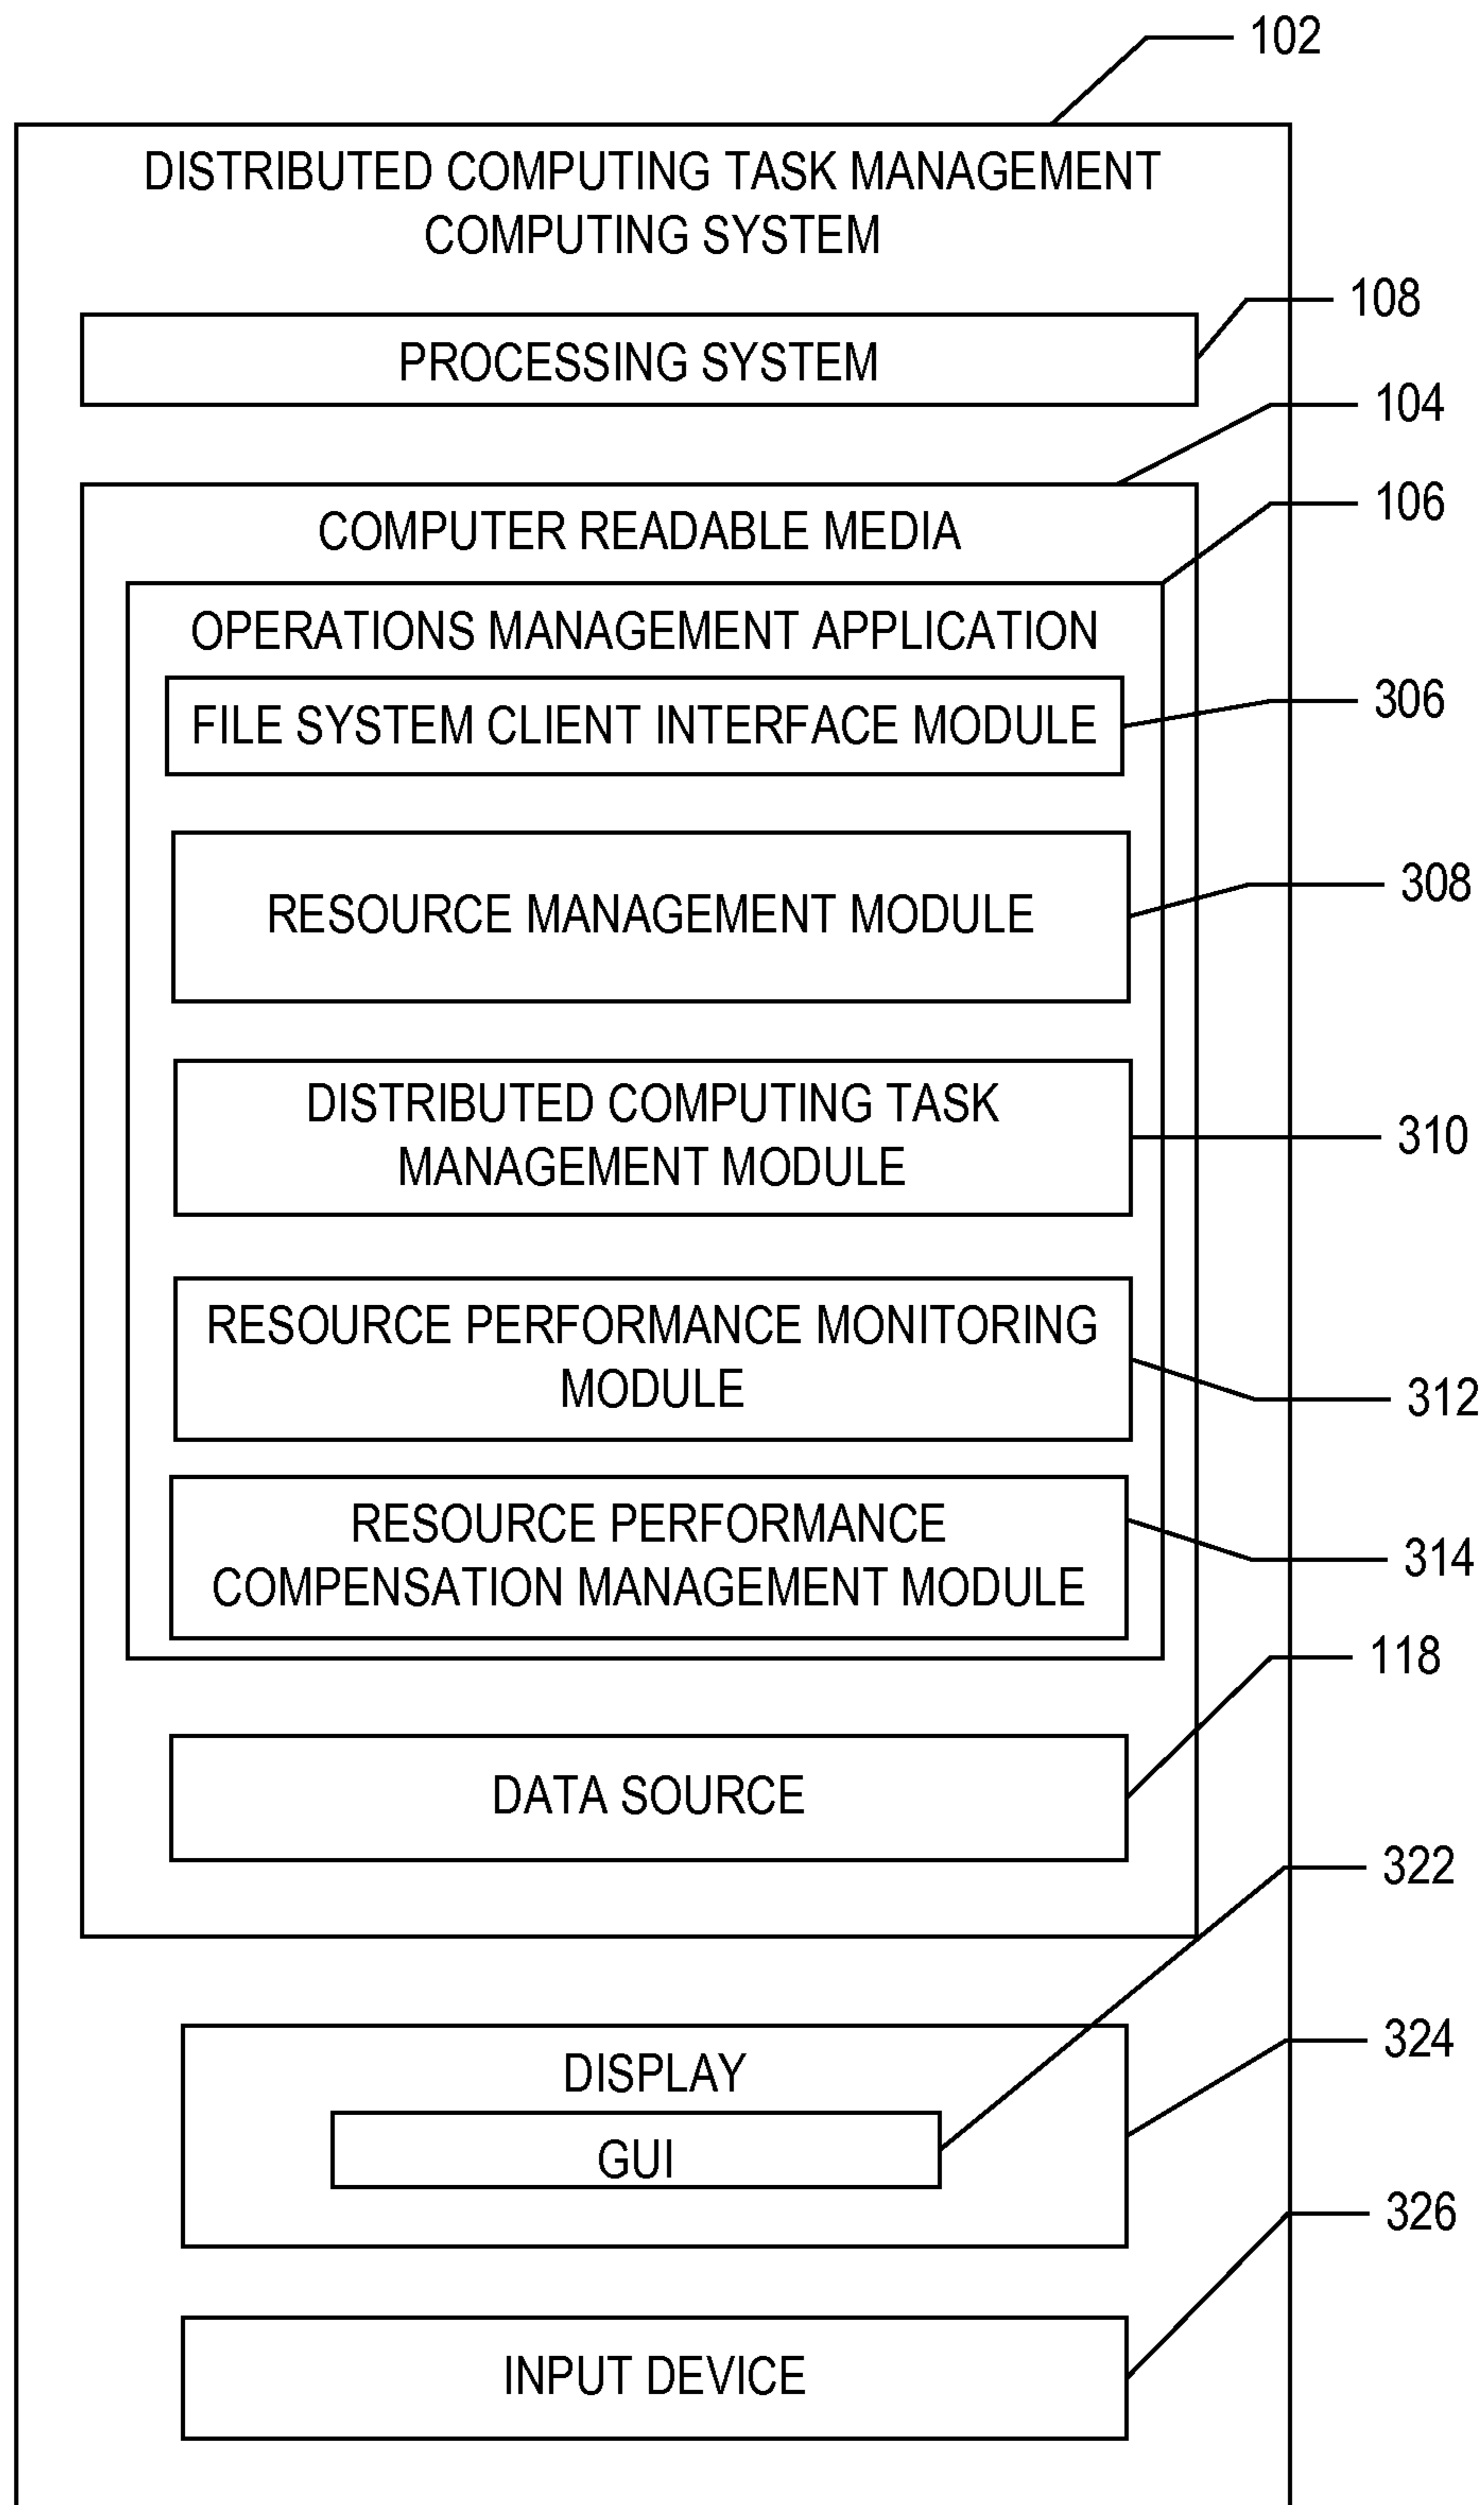 102
DISTRIBUTED COMPUTING TASK MANAGEMENT
COMPUTING SYSTEM
108
PROCESSING SYSTEM
104
COMPUTER READABLE MEDIA
106
OPERATIONS MANAGEMENT APPLICATION
FILE SYSTEM CLIENT INTERFACE MODULE
306
RESOURCE MANAGEMENT MODULE
308
DISTRIBUTED COMPUTING TASK
MANAGEMENT MODULE
310
RESOURCE PERFORMANCE MONITORING
MODULE
312
RESOURCE PERFORMANCE
COMPENSATION MANAGEMENT MODULE
314
118
DATA SOURCE
322
324
DISPLAY
GUI
326
INPUT DEVICE